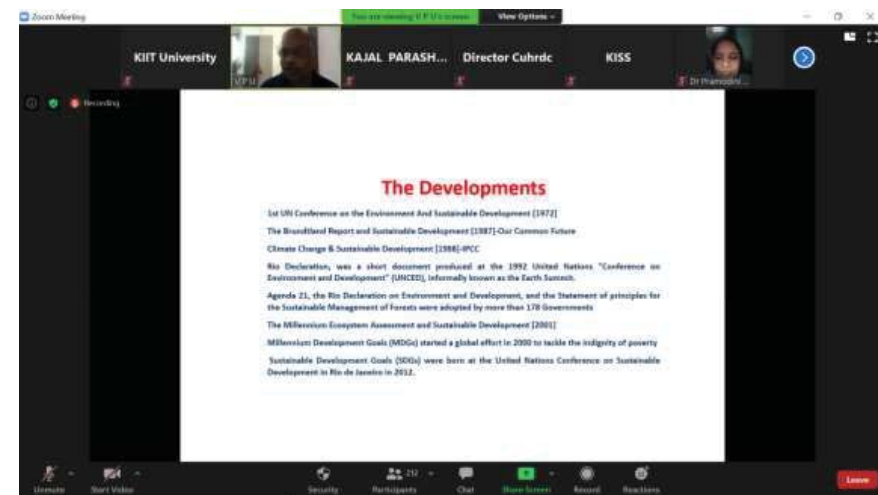 Zoom Meeting
You are viewing V P U's screen View Options
KIIT University
V P U
KAJAL PARASH...
Director Cuhrdc
KISS
Dr Pramodini...
Recording
The Developments
1st UN Conference on the Environment And Sustainable Development [1972]
The Brundtland Report and Sustainable Development [1987]-Our Common Future
Climate Change & Sustainable Development [1988]-IPCC
Rio Declaration, was a short document produced at the 1992 United Nations "Conference on
Environment and Development" (UNCED), informally known as the Earth Summit.
Agenda 21, the Rio Declaration on Environment and Development, and the Statement of principles for
the Sustainable Management of Forests were adopted by more than 178 Governments
The Millennium Ecosystem Assessment and Sustainable Development [2001]
Millennium Development Goals (MDGs) started a global effort in 2000 to tackle the indignity of poverty
Sustainable Development Goals (SDGs) were born at the United Nations Conference on Sustainable
Development in Rio de Janeiro in 2012.
212
Unmute Start Video Security Participants Chat Share Screen Record Reactions Leave